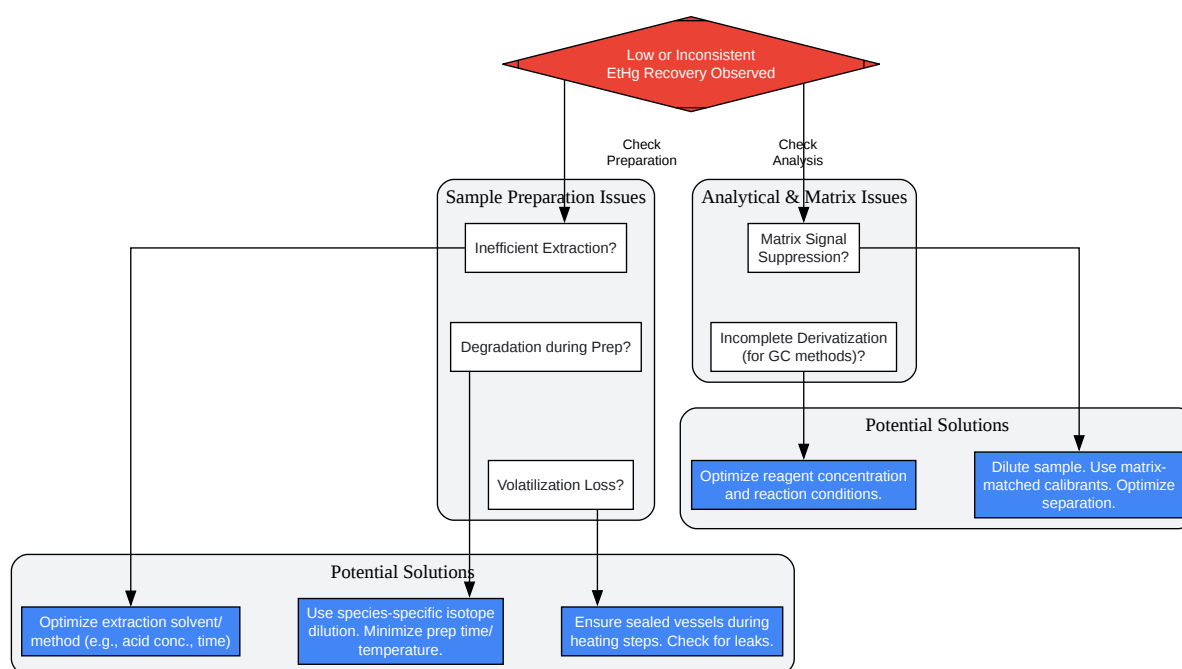 Low or Inconsistent
EtHg Recovery Observed
Check
Preparation
Check
Analysis
Sample Preparation Issues
Analytical & Matrix Issues
Inefficient Extraction?
Matrix Signal
Suppression?
Degradation during Prep?
Incomplete Derivatization
(for GC methods)?
Volatilization Loss?
Potential Solutions
Optimize reagent concentration
and reaction conditions.
Dilute sample. Use matrix-
matched calibrants. Optimize
separation.
Potential Solutions
Optimize extraction solvent/
method (e.g., acid conc., time)
Use species-specific isotope
dilution. Minimize prep time/
temperature.
Ensure sealed vessels during
heating steps. Check for leaks.